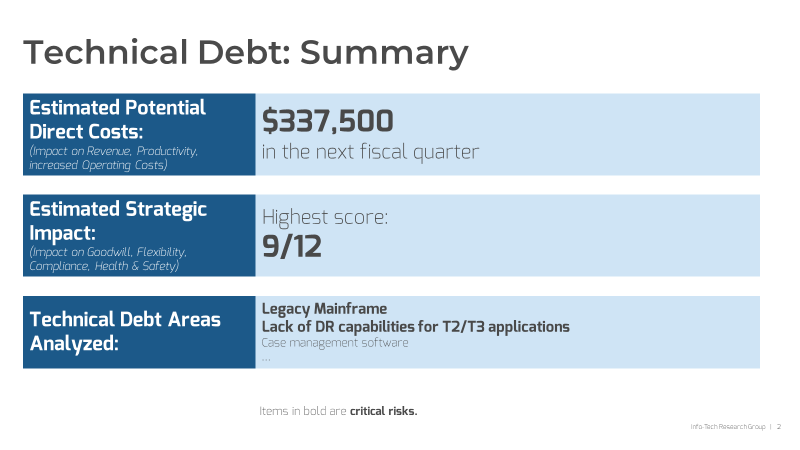 Technical Debt: Summary
Estimated Potential
Direct Costs:
(Impact on Revenue, Productivity,
increased Operating Costs)
$337,500
in the next fiscal quarter
Estimated Strategic
Impact:
(Impact on Goodwill, Flexibility,
Compliance, Health & Safety)
Highest score:
9/12
Technical Debt Areas
Analyzed:
Legacy Mainframe
Lack of DR capabilities for T2/T3 applications
Case management software
...
Items in bold are critical risks.
Info-Tech Research Group | 2